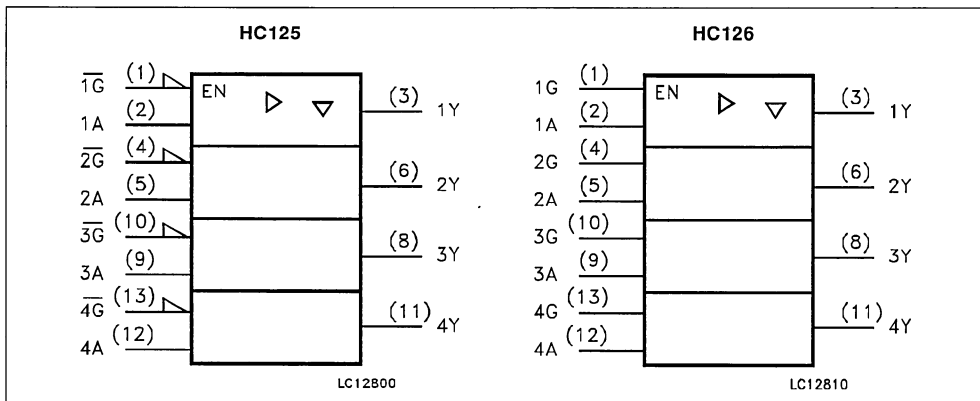 HC125
1G̅ (1)
1A (2)
2G̅ (4)
2A (5)
3G̅ (10)
3A (9)
4G̅ (13)
4A (12)
EN
(3) 1Y
(6) 2Y
(8) 3Y
(11) 4Y
LC12800
HC126
1G (1)
1A (2)
2G (4)
2A (5)
3G (10)
3A (9)
4G (13)
4A (12)
EN
(3) 1Y
(6) 2Y
(8) 3Y
(11) 4Y
LC12810